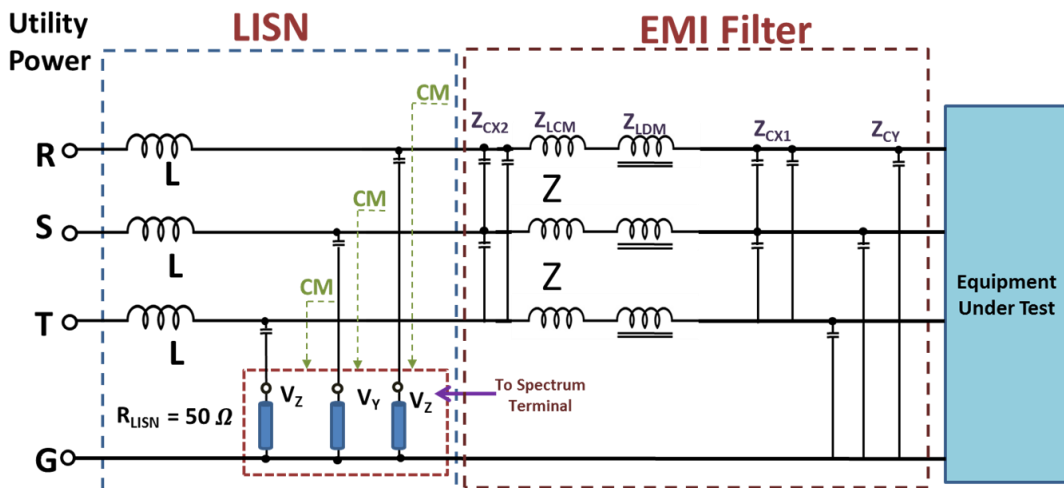 Utility
Power
LISN
EMI Filter
CM
CM
CM
Z_CX2
Z_LCM
Z_LDM
Z_CX1
Z_CY
R
L
Z
S
L
Z
T
L
G
R_LISN = 50 Ω
V_Z
V_Y
V_Z
To Spectrum
Terminal
Equipment
Under Test